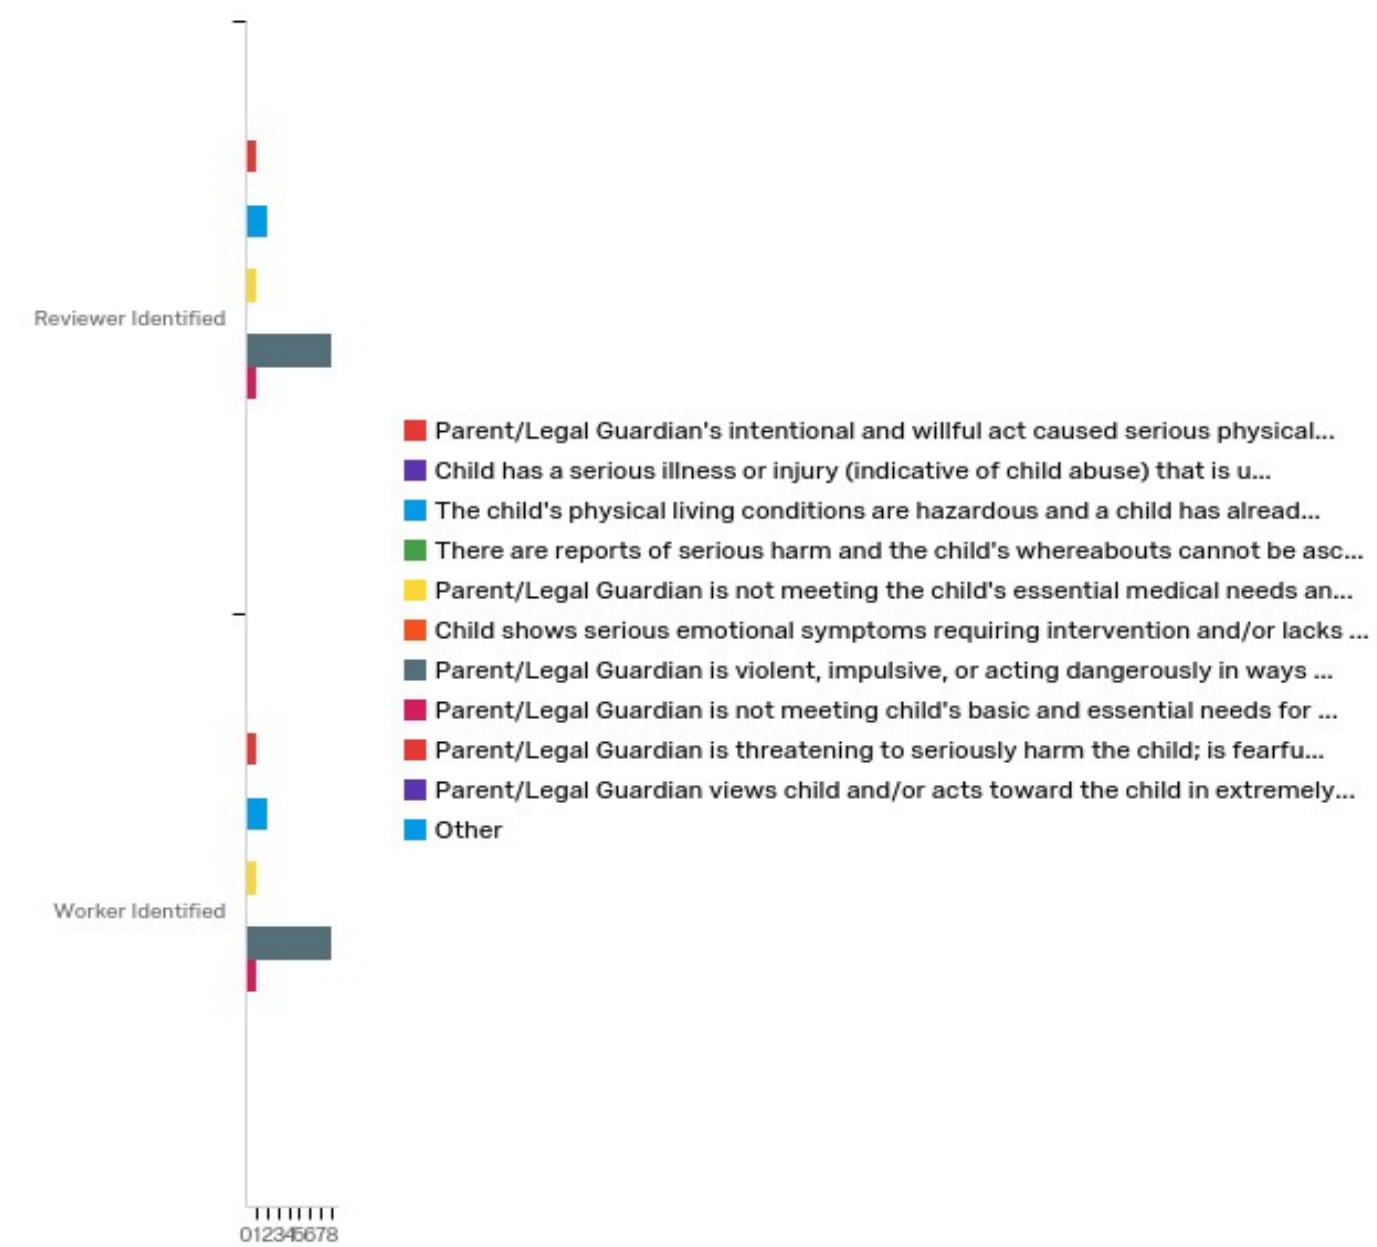 Reviewer Identified
Parent/Legal Guardian's intentional and willful act caused serious physical...
Child has a serious illness or injury (indicative of child abuse) that is u...
The child's physical living conditions are hazardous and a child has alread...
There are reports of serious harm and the child's whereabouts cannot be asc...
Parent/Legal Guardian is not meeting the child's essential medical needs an...
Child shows serious emotional symptoms requiring intervention and/or lacks ...
Parent/Legal Guardian is violent, impulsive, or acting dangerously in ways ...
Parent/Legal Guardian is not meeting child's basic and essential needs for ...
Parent/Legal Guardian is threatening to seriously harm the child; is fearfu...
Parent/Legal Guardian views child and/or acts toward the child in extremely...
Other
Worker Identified
012345678